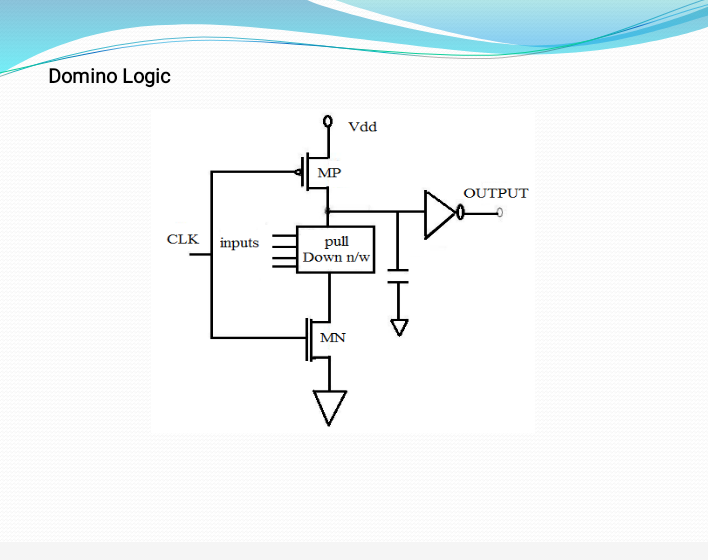 Domino Logic
Vdd
MP
OUTPUT
CLK
inputs
pull
Down n/w
MN